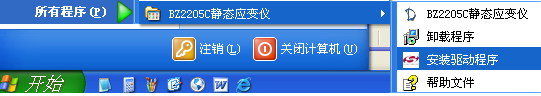 所有程序(P)
BZ2205C静态应变仪
注销(L)
关闭计算机(U)
开始
BZ2205C静态应变仪
卸载程序
安装驱动程序
帮助文件